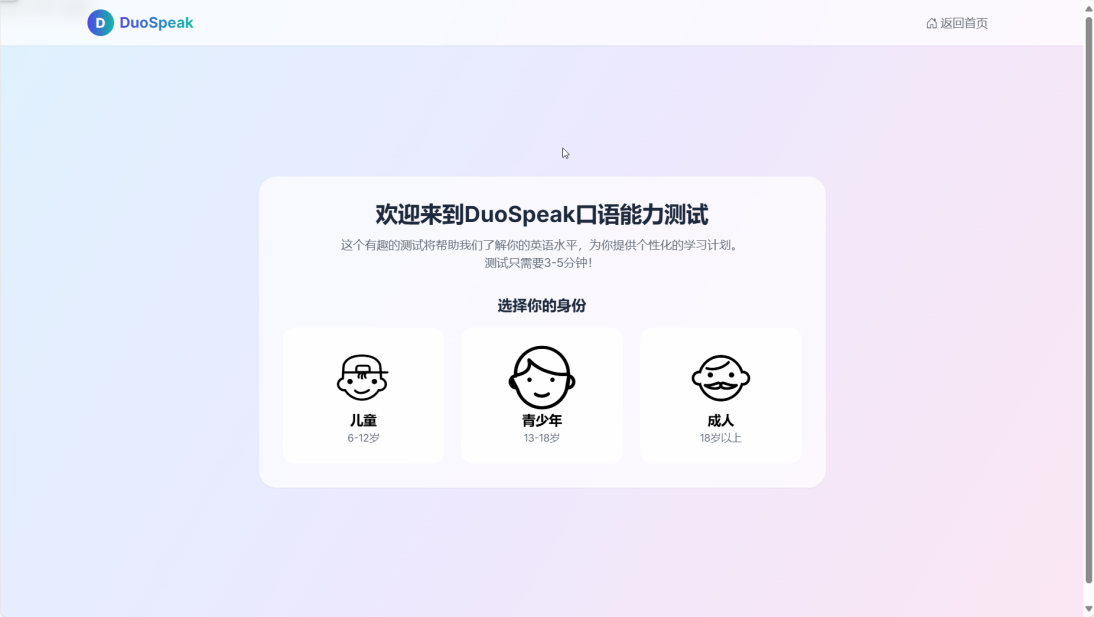 D DuoSpeak
返回首页
欢迎来到DuoSpeak口语能力测试
这个有趣的测试将帮助我们了解你的英语水平，为你提供个性化的学习计划。
测试只需要3-5分钟！
选择你的身份
儿童
6-12岁
青少年
13-18岁
成人
18岁以上